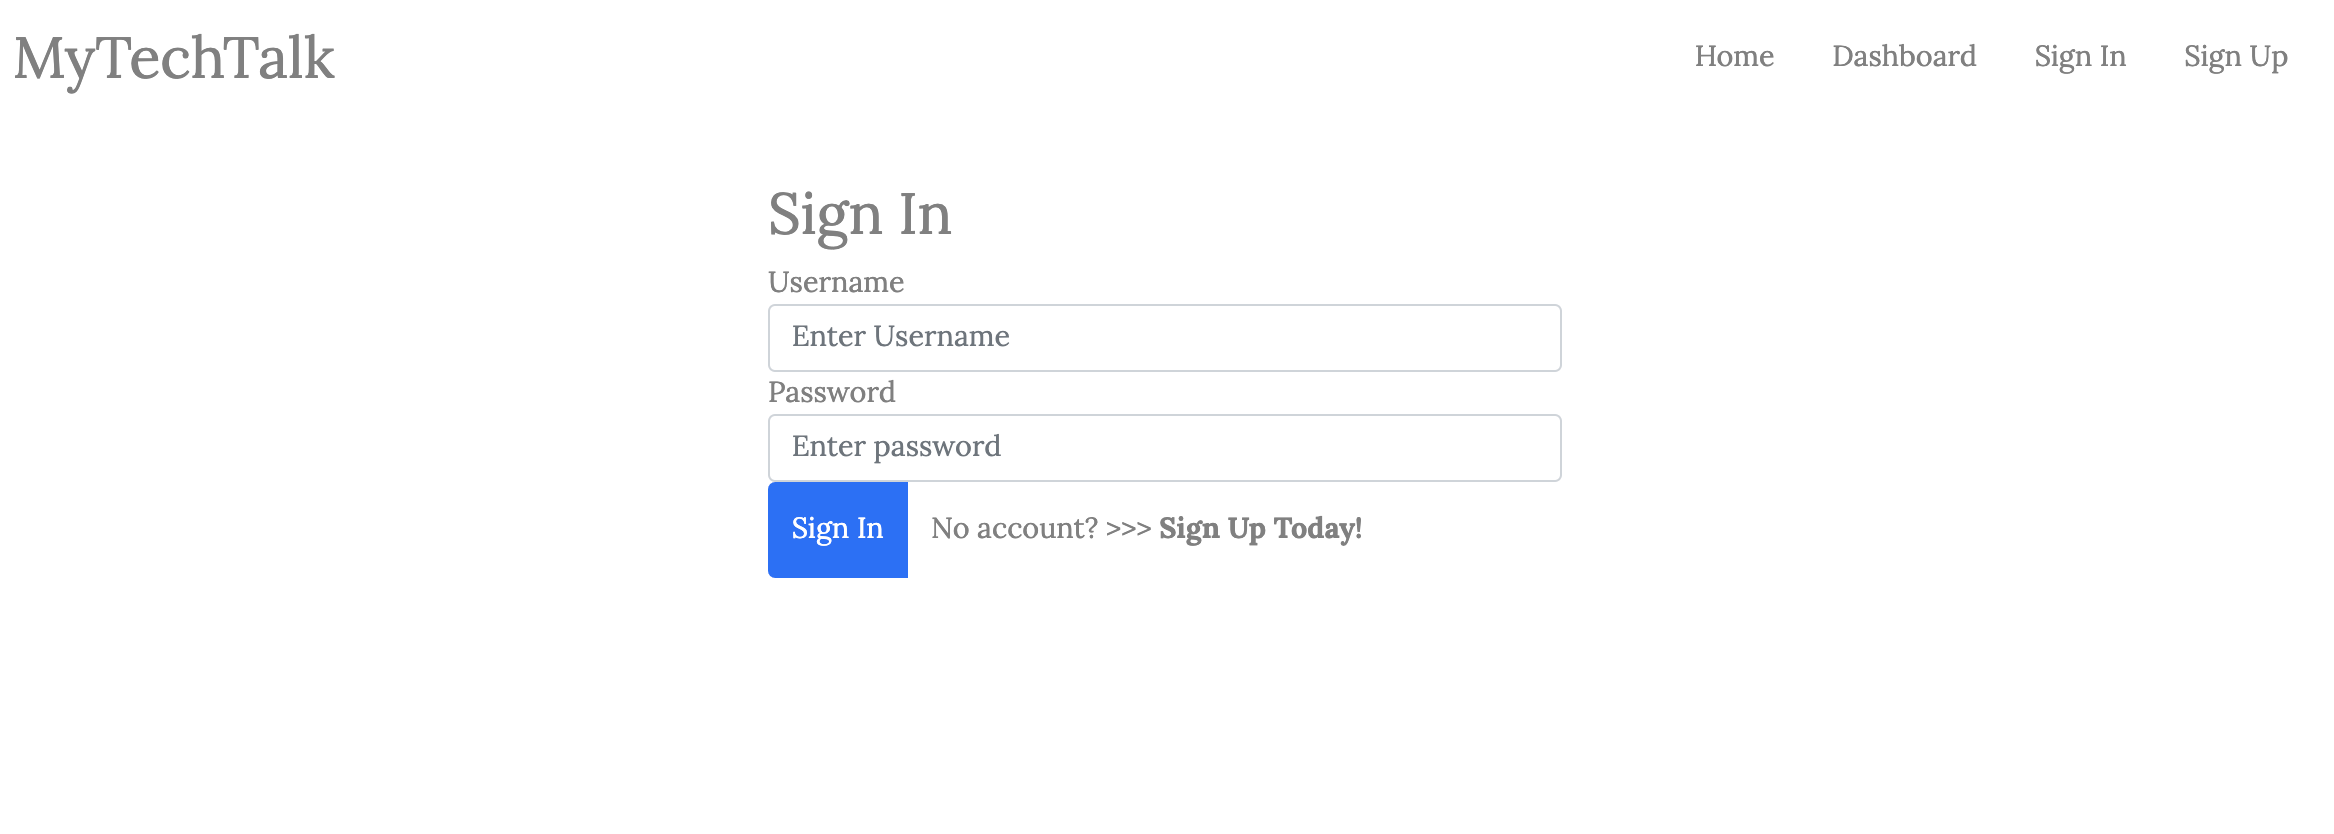 MyTechTalk
Home Dashboard Sign In Sign Up
Sign In
Username
Enter Username
Password
Enter password
Sign In No account? >>> Sign Up Today!